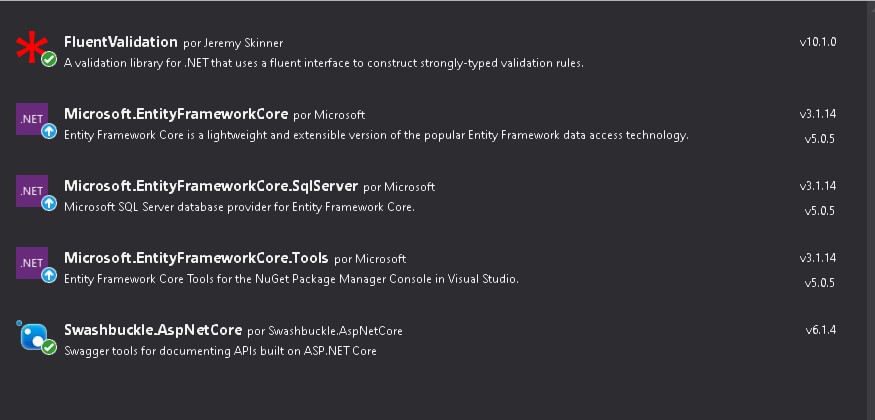 FluentValidation por Jeremy Skinner v10.1.0
A validation library for .NET that uses a fluent interface to construct strongly-typed validation rules.
.NET Microsoft.EntityFrameworkCore por Microsoft v3.1.14
Entity Framework Core is a lightweight and extensible version of the popular Entity Framework data access technology. v5.0.5
.NET Microsoft.EntityFrameworkCore.SqlServer por Microsoft v3.1.14
Microsoft SQL Server database provider for Entity Framework Core. v5.0.5
.NET Microsoft.EntityFrameworkCore.Tools por Microsoft v3.1.14
Entity Framework Core Tools for the NuGet Package Manager Console in Visual Studio. v5.0.5
Swashbuckle.AspNetCore por Swashbuckle.AspNetCore v6.1.4
Swagger tools for documenting APIs built on ASP.NET Core